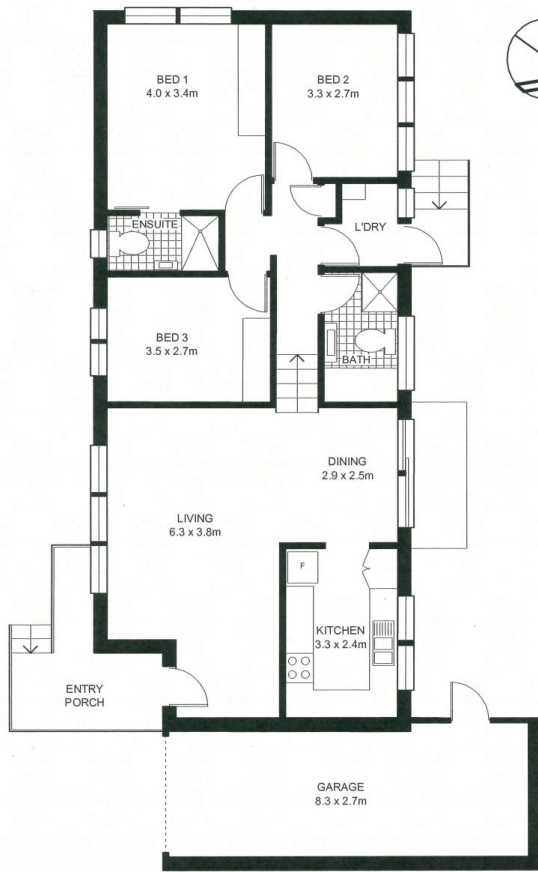 BED 1
4.0 x 3.4m
BED 2
3.3 x 2.7m
ENSUITE
L'DRY
BED 3
3.5 x 2.7m
BATH
DINING
2.9 x 2.5m
LIVING
6.3 x 3.8m
F
KITCHEN
3.3 x 2.4m
ENTRY
PORCH
GARAGE
8.3 x 2.7m